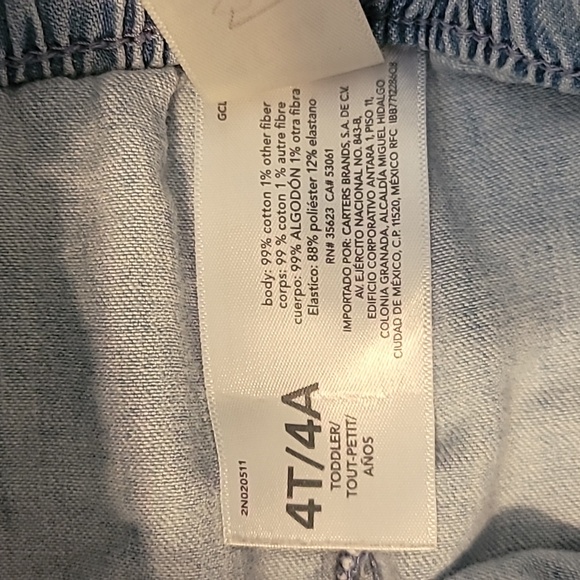 GCL
body: 99% cotton 1% other fiber
corps: 99 % coton 1 % autre fibre
cuerpo: 99% ALGODÓN 1% otra fibra
Elastico: 88% poliéster 12% elastano
RN# 35623 CA# 53061
IMPORTADO POR: CARTERS BRANDS, S.A. DE C.V.
AV. EJÉRCITO NACIONAL NO. 843-B,
EDIFICIO CORPORATIVO ANTARA 1, PISO 11,
COLONIA GRANADA, ALCALDÍA MIGUEL HIDALGO
CIUDAD DE MÉXICO, C.P. 11520, MÉXICO RFC
2N020511
4T/4A
TODDLER/
TOUT-PETIT/
AÑOS